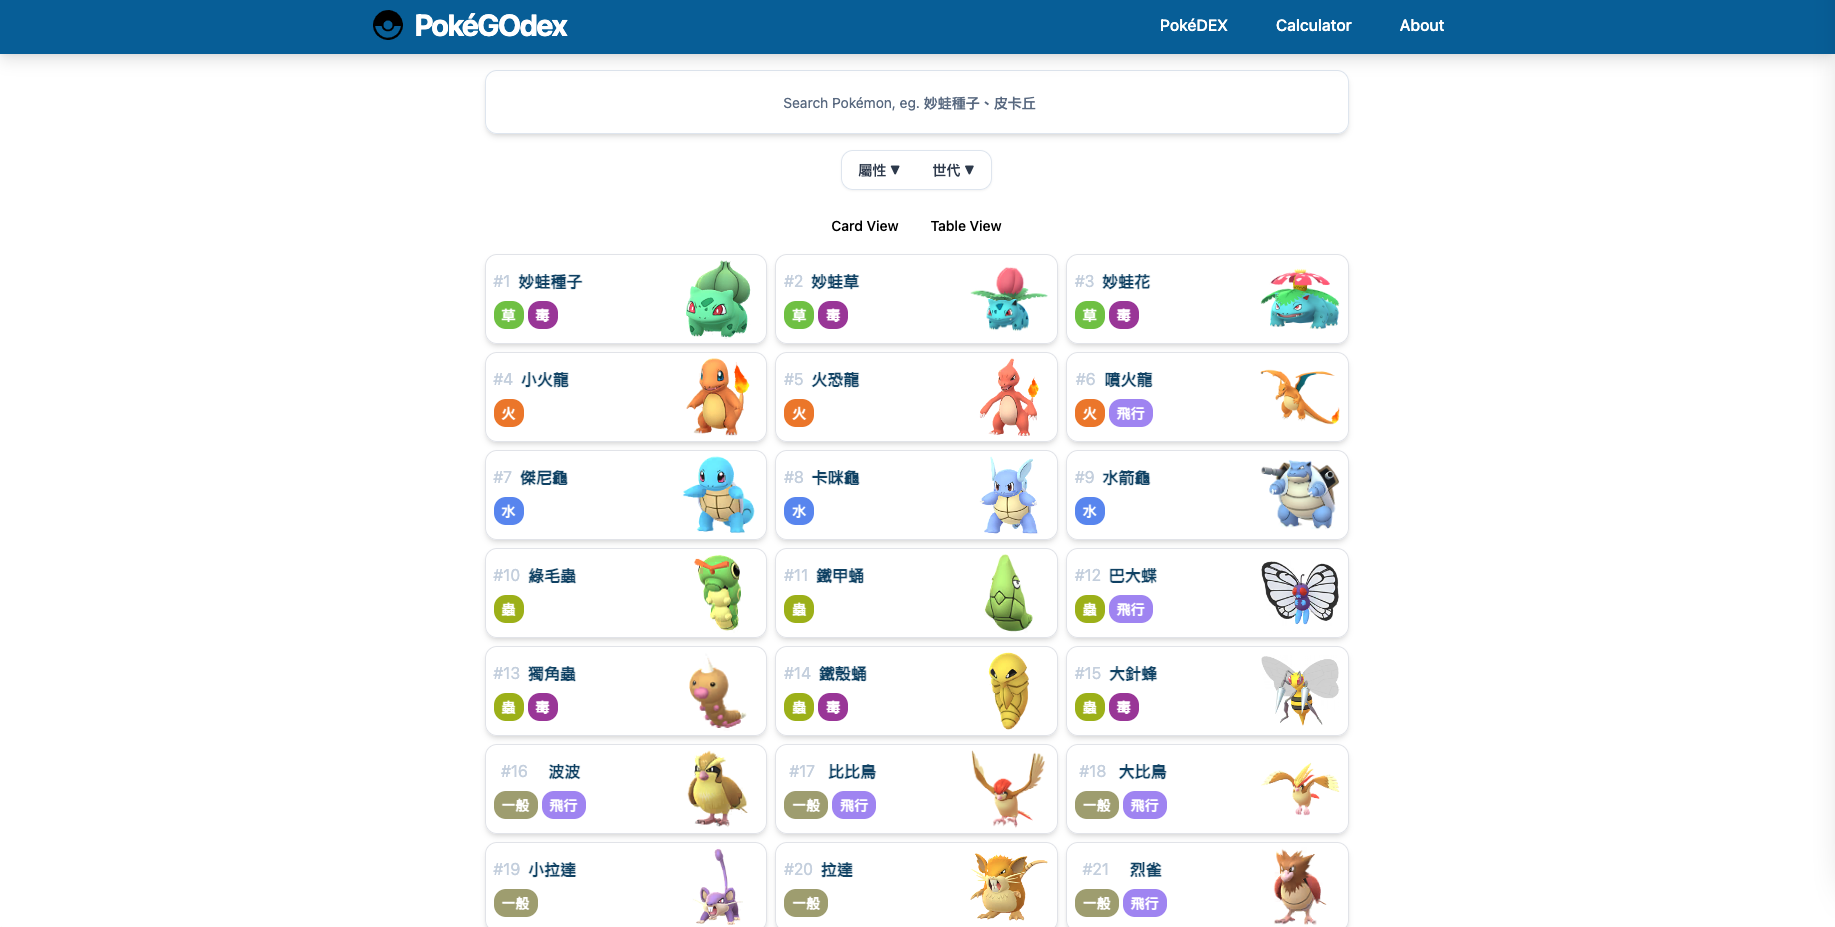 PokéGOdex PokéDEX Calculator About
Search Pokémon, eg. 妙蛙種子、皮卡丘
屬性 ▼ 世代 ▼
Card View Table View
#1 妙蛙種子
草 毒
#2 妙蛙草
草 毒
#3 妙蛙花
草 毒
#4 小火龍
火
#5 火恐龍
火
#6 噴火龍
火 飛行
#7 傑尼龜
水
#8 卡咪龜
水
#9 水箭龜
水
#10 綠毛蟲
蟲
#11 鐵甲蛹
蟲
#12 巴大蝶
蟲 飛行
#13 獨角蟲
蟲 毒
#14 鐵殼蛹
蟲 毒
#15 大針蜂
蟲 毒
#16 波波
一般 飛行
#17 比比鳥
一般 飛行
#18 大比鳥
一般 飛行
#19 小拉達
一般
#20 拉達
一般
#21 烈雀
一般 飛行